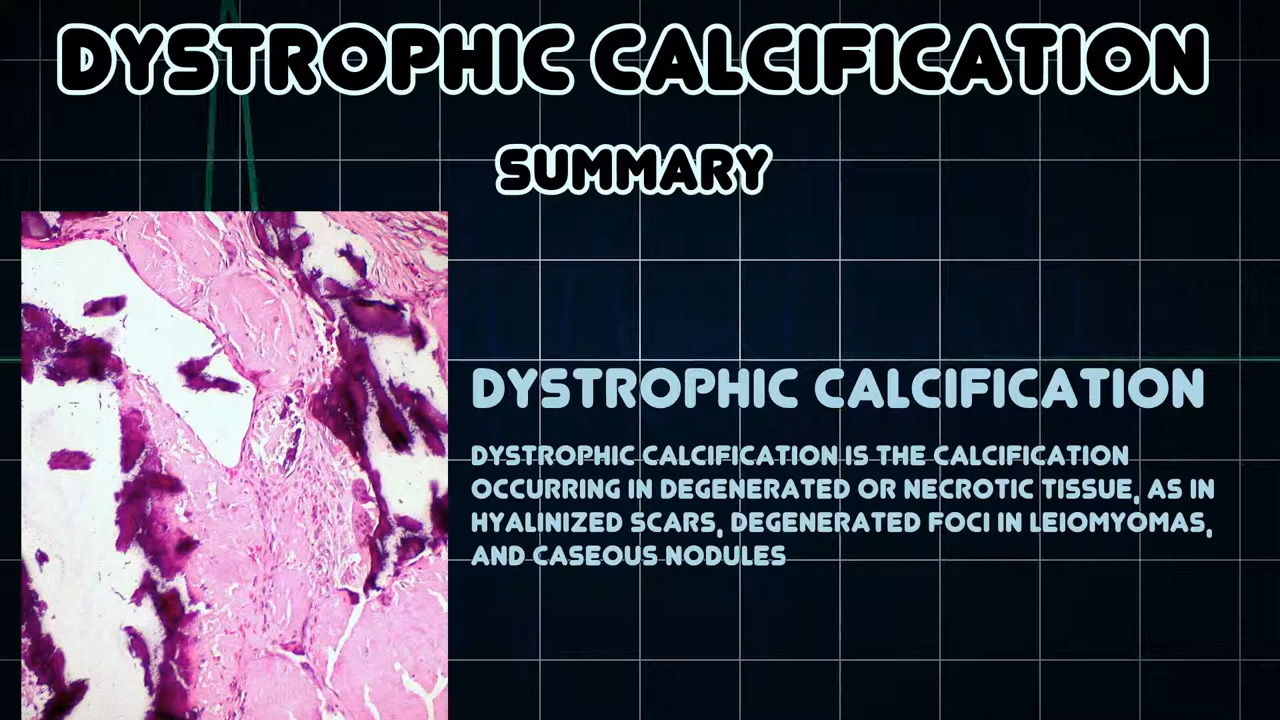 DYSTROPHIC CALCIFICATION
SUMMARY
DYSTROPHIC CALCIFICATION
DYSTROPHIC CALCIFICATION IS THE CALCIFICATION
OCCURRING IN DEGENERATED OR NECROTIC TISSUE, AS IN
HYALINIZED SCARS, DEGENERATED FOCI IN LEIOMYOMAS,
AND CASEOUS NODULES